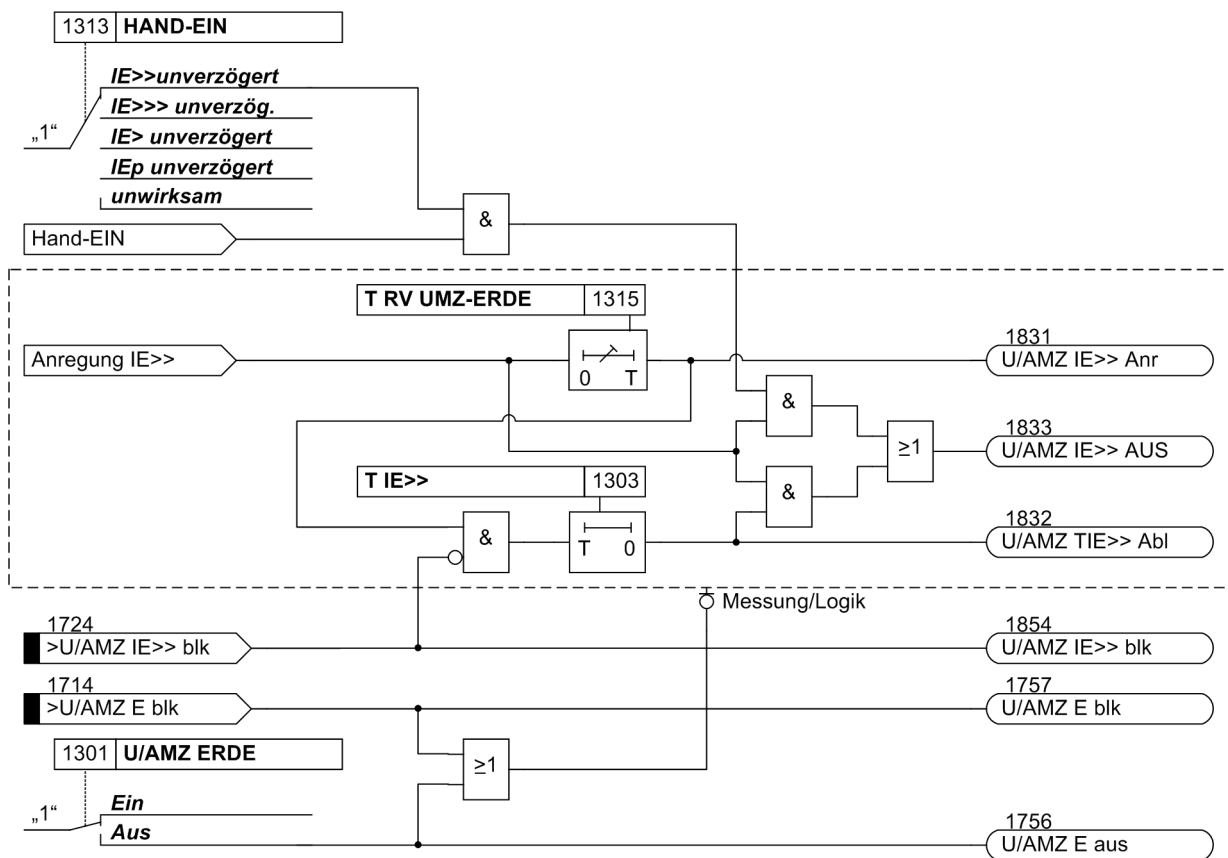 1313 HAND-EIN
IE>>unverzögert
IE>>> unverzög.
„1“
IE> unverzögert
IEp unverzögert
unwirksam
&
Hand-EIN
T RV UMZ-ERDE 1315
Anregung IE>>
0 T
1831
U/AMZ IE>> Anr
&
1833
U/AMZ IE>> AUS
≥1
T IE>> 1303
&
&
T 0
1832
U/AMZ TIE>> Abl
Messung/Logik
1724
>U/AMZ IE>> blk
1854
U/AMZ IE>> blk
1714
>U/AMZ E blk
1757
U/AMZ E blk
1301 U/AMZ ERDE
≥1
„1“
Ein
Aus
1756
U/AMZ E aus